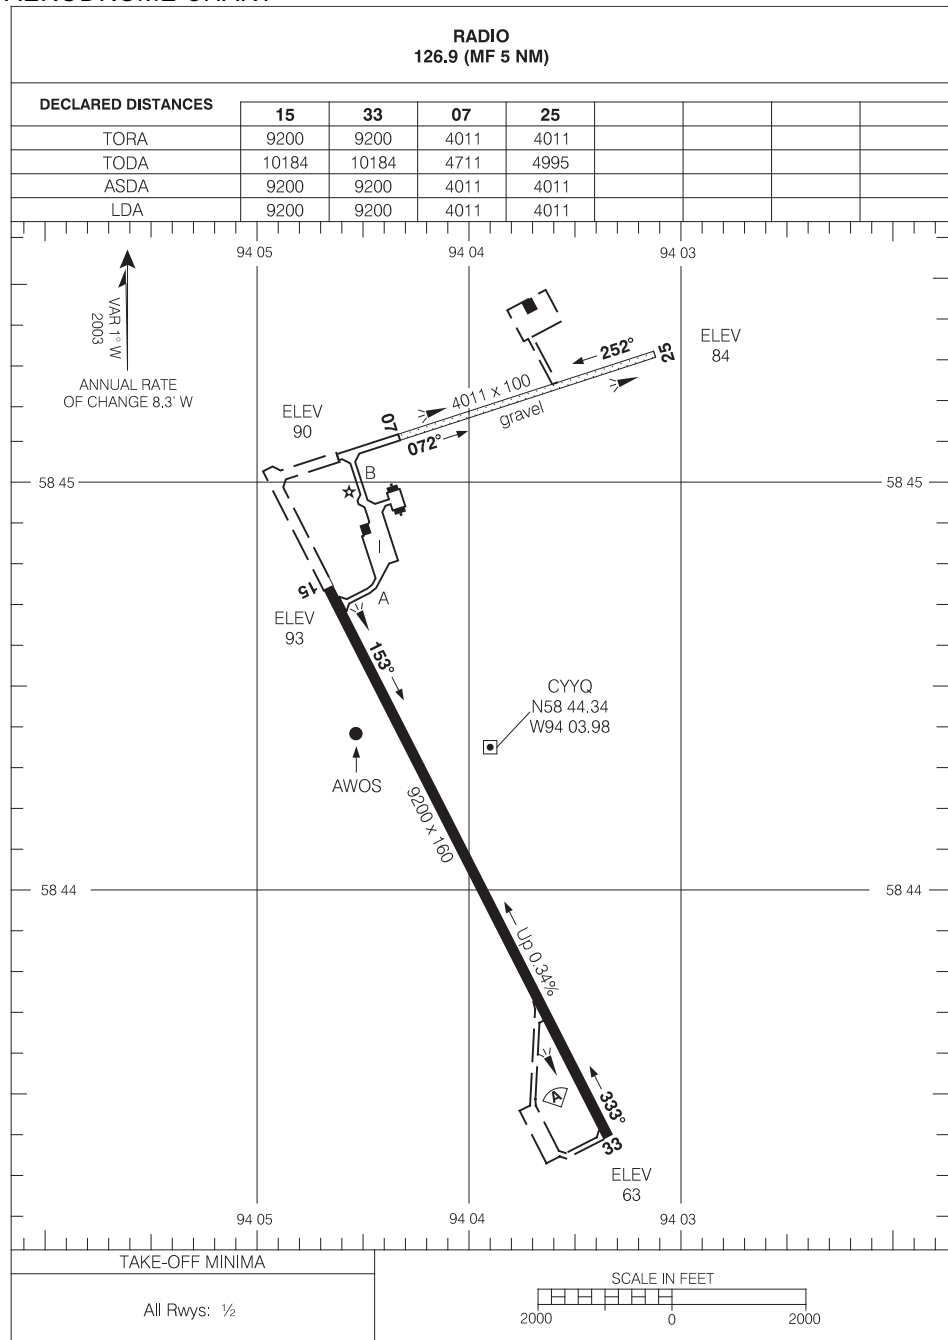 RADIO
126.9 (MF 5 NM)
DECLARED DISTANCES 15 33 07 25
TORA 9200 9200 4011 4011
TODA 10184 10184 4711 4995
ASDA 9200 9200 4011 4011
LDA 9200 9200 4011 4011
94 05 94 04 94 03
VAR 1° W
2003
ANNUAL RATE
OF CHANGE 8.3' W
ELEV
84
25
252°
4011 x 100
gravel
072°
07
ELEV
90
B
58 45 58 45
I
A
15
ELEV
93
153°
CYYQ
N58 44.34
W94 03.98
AWOS
9200 x 160
58 44 58 44
Up 0.34%
A
333°
33
ELEV
63
94 05 94 04 94 03
TAKE-OFF MINIMA
All Rwys: ½
SCALE IN FEET
2000 0 2000